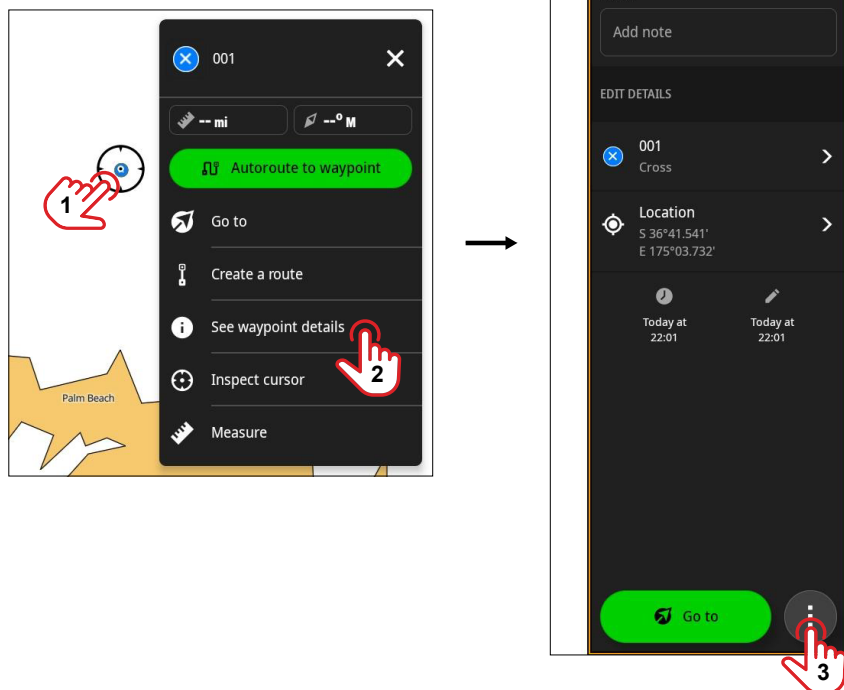 001
-- mi
--° M
Autoroute to waypoint
1
Go to
Create a route
See waypoint details
2
Inspect cursor
Measure
Palm Beach
Add note
EDIT DETAILS
001
Cross
Location
S 36°41.541'
E 175°03.732'
Today at
22:01
Today at
22:01
Go to
3